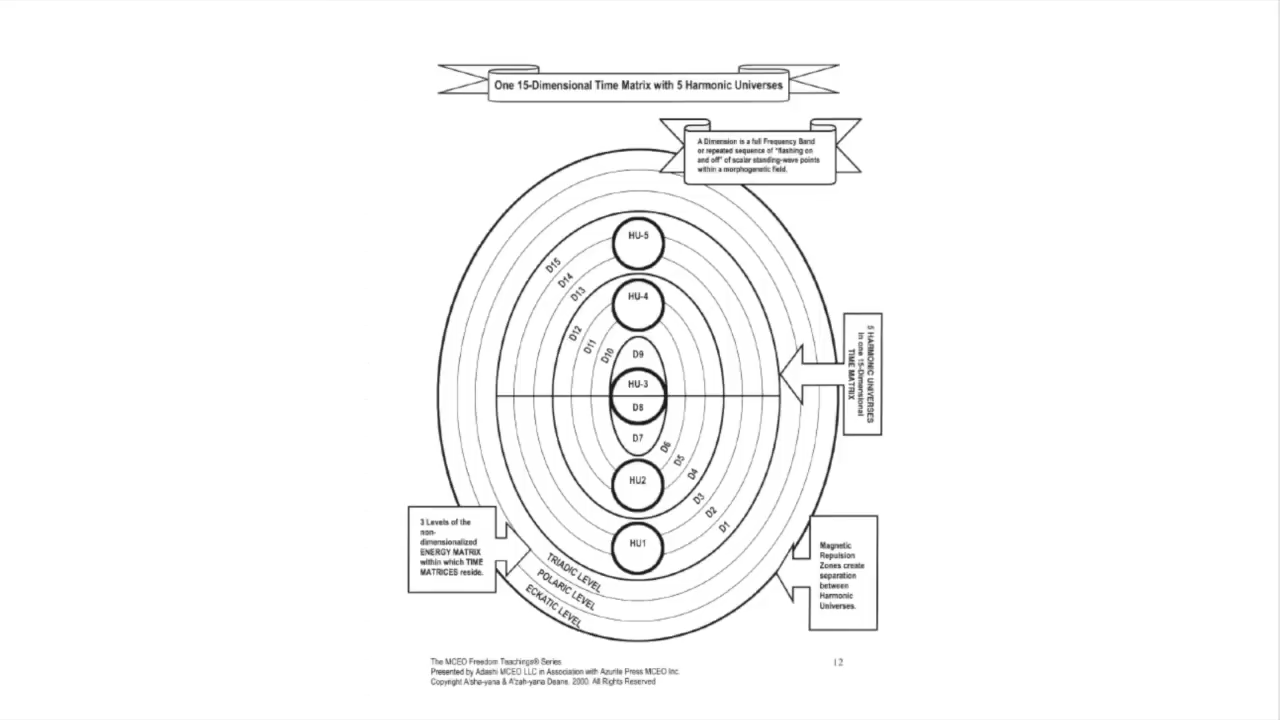 One 15-Dimensional Time Matrix with 5 Harmonic Universes
A Dimension is a full Frequency Band
or repeated sequence of "flashing on
and off" of scalar standing-wave points
within a morphogenetic field.
HU-5
D15
D14
D13
HU-4
D12
D11
D10
D9
HU-3
D8
D7
D6
D5
D4
D3
D2
D1
HU2
HU1
5 HARMONIC UNIVERSES
in one 15-Dimensional
TIME MATRIX
3 Levels of the
non-
dimensionalized
ENERGY MATRIX
within which TIME
MATRICES reside.
TRIADIC LEVEL
POLARIC LEVEL
ECKATIC LEVEL
Magnetic
Repulsion
Zones create
separation
between
Harmonic
Universes.
The MCEO Freedom Teachings® Series
Presented by Adashi MCEO LLC in Association with Azurite Press MCEO Inc.
Copyright A'sha-yana & A'zah-yana Deane, 2000. All Rights Reserved
12